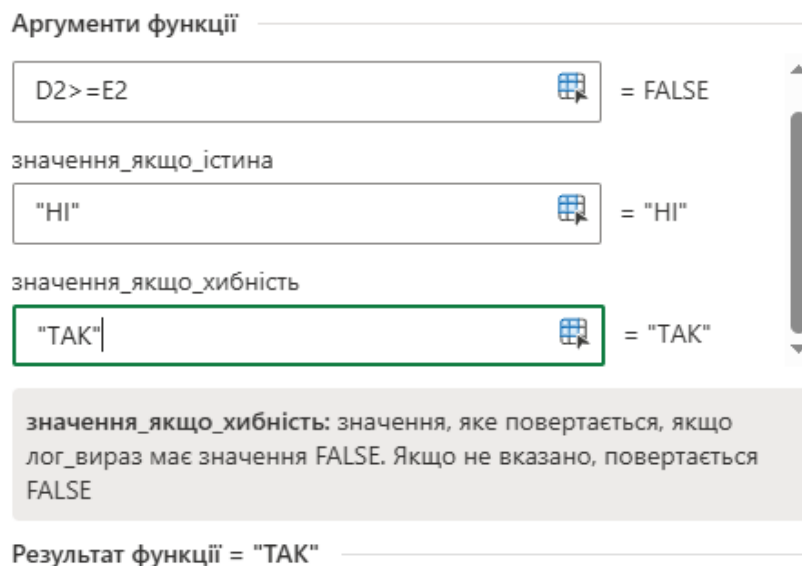 Аргументи функції
D2>=E2 = FALSE
значення_якщо_істина
"НІ" = "НІ"
значення_якщо_хибність
"ТАК" = "ТАК"
значення_якщо_хибність: значення, яке повертається, якщо
лог_вираз має значення FALSE. Якщо не вказано, повертається
FALSE
Результат функції = "ТАК"